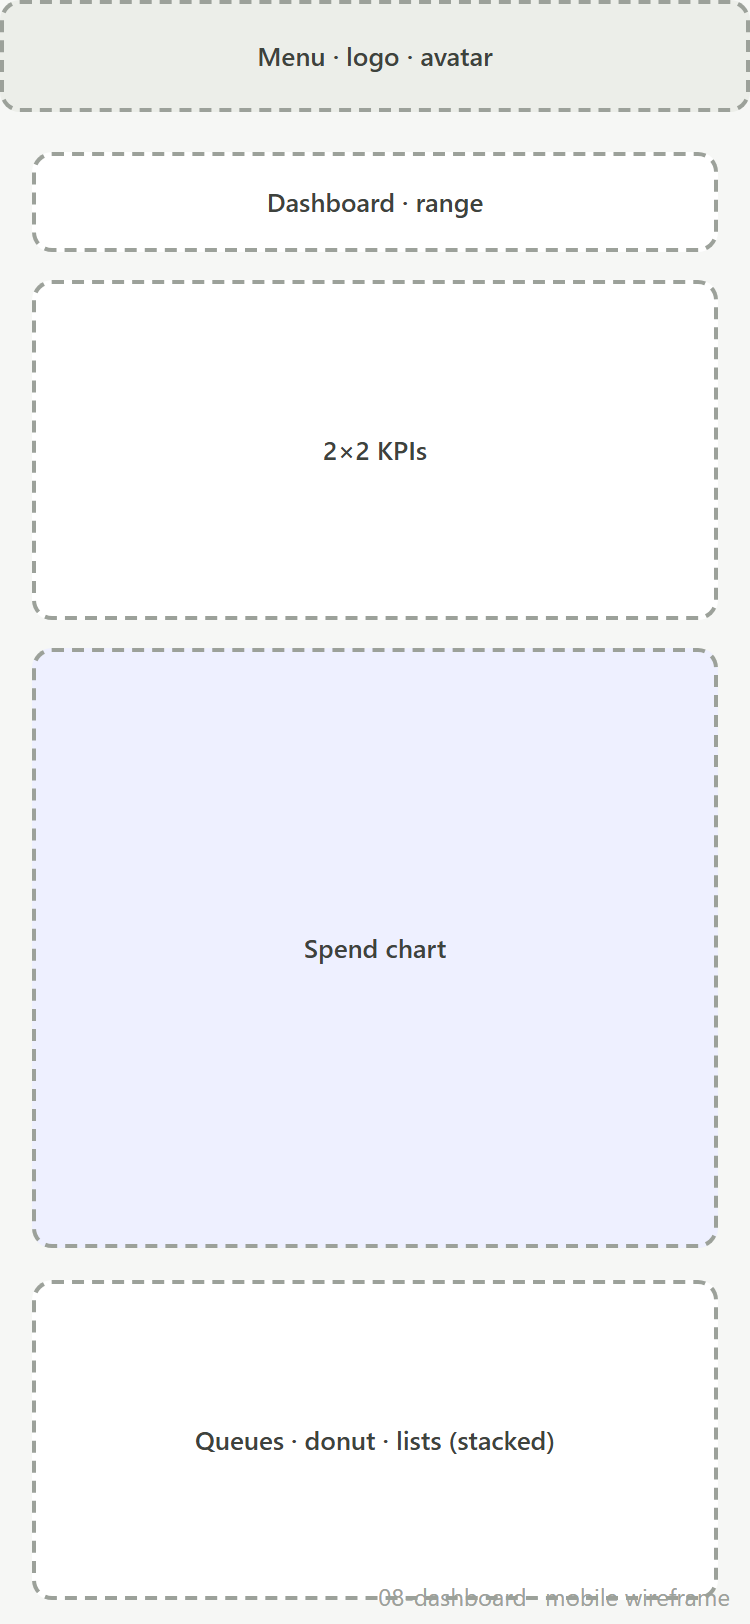 Menu · logo · avatar
Dashboard · range
2×2 KPIs
Spend chart
Queues · donut · lists (stacked)
08-dashboard · mobile wireframe